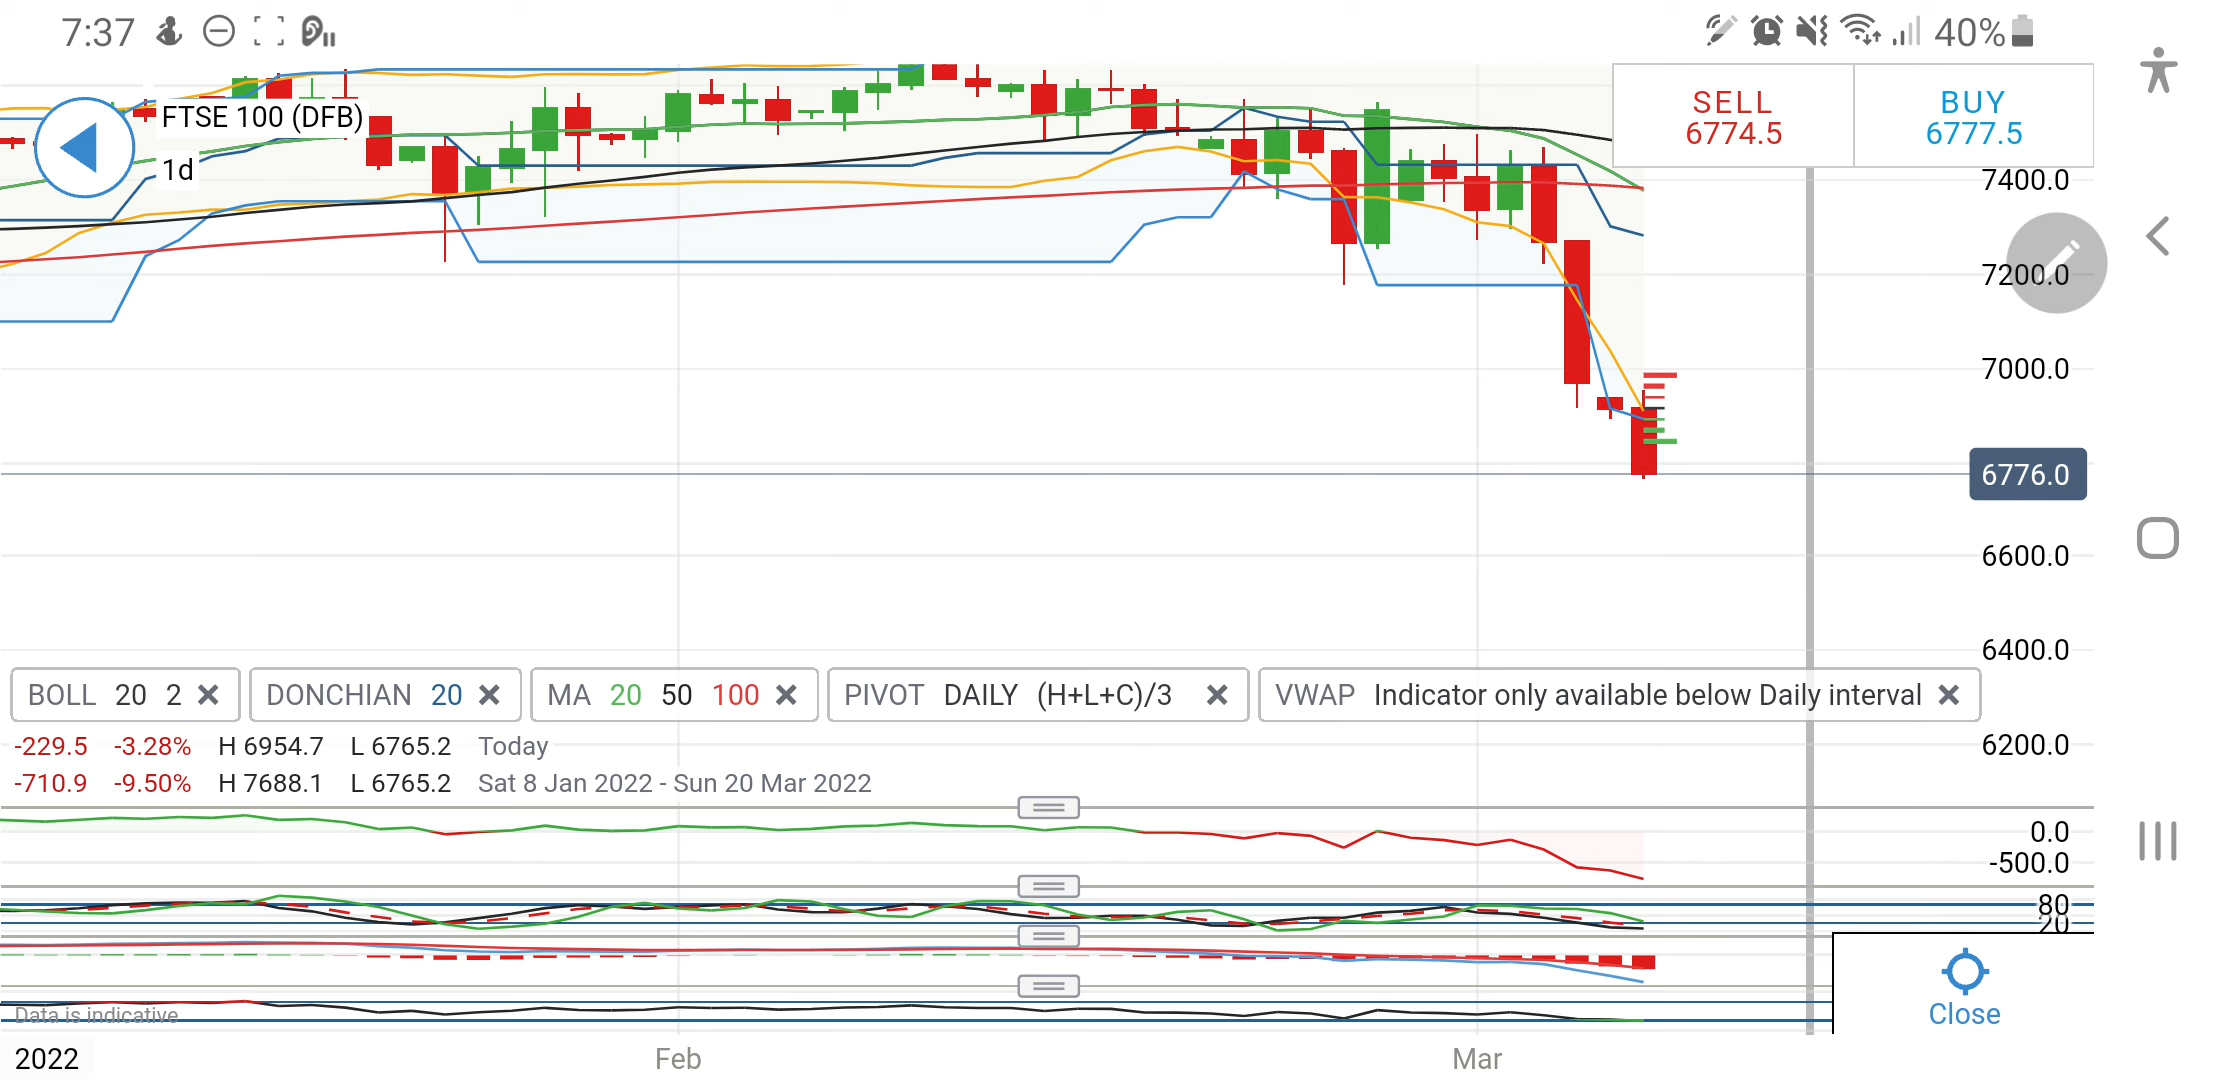 7:37
40%
FTSE 100 (DFB)
1d
SELL
6774.5
BUY
6777.5
7400.0
7200.0
7000.0
6776.0
6600.0
6400.0
BOLL 20 2 DONCHIAN 20 MA 20 50 100 PIVOT DAILY (H+L+C)/3 VWAP Indicator only available below Daily interval
-229.5 -3.28% H 6954.7 L 6765.2 Today
6200.0
-710.9 -9.50% H 7688.1 L 6765.2 Sat 8 Jan 2022 - Sun 20 Mar 2022
0.0
-500.0
80
20
Data is indicative
Close
2022 Feb Mar